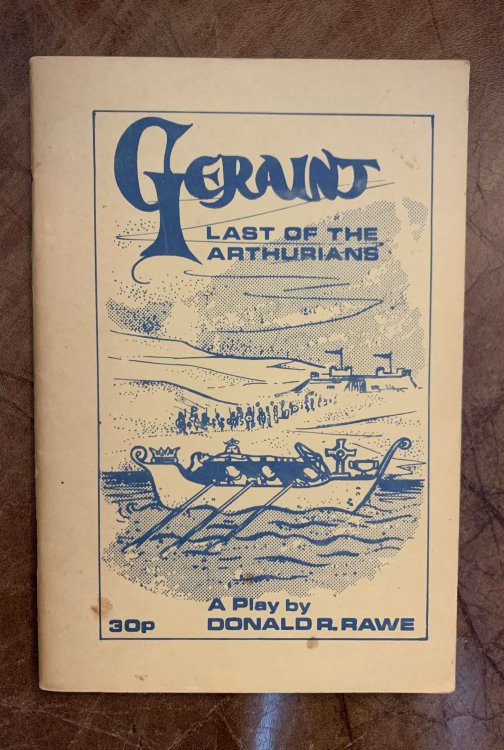 GERAINT
LAST OF THE
ARTHURIANS
A Play by
30p DONALD R. RAWE